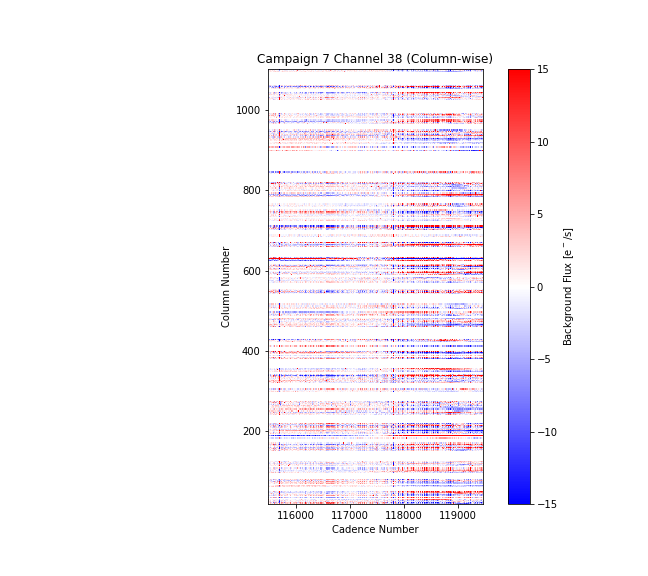 Campaign 7 Channel 38 (Column-wise)
1000
800
600
400
200
Column Number
116000 117000 118000 119000
Cadence Number
15
10
5
0
−5
−10
−15
Background Flux [e⁻/s]